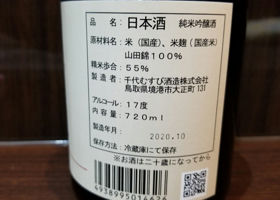 品名：日本酒 純米吟醸酒
原材料名：米（国産）、米麹（国産米）
山田錦100%
精米歩合：55%
製造者：千代むすび酒造株式会社
鳥取県境港市大正町131
アルコール：17度
内容量：720ml
製造年月：2020.10
保存方法：冷蔵庫にて保存
※お酒は二十歳になってから
4938995014626